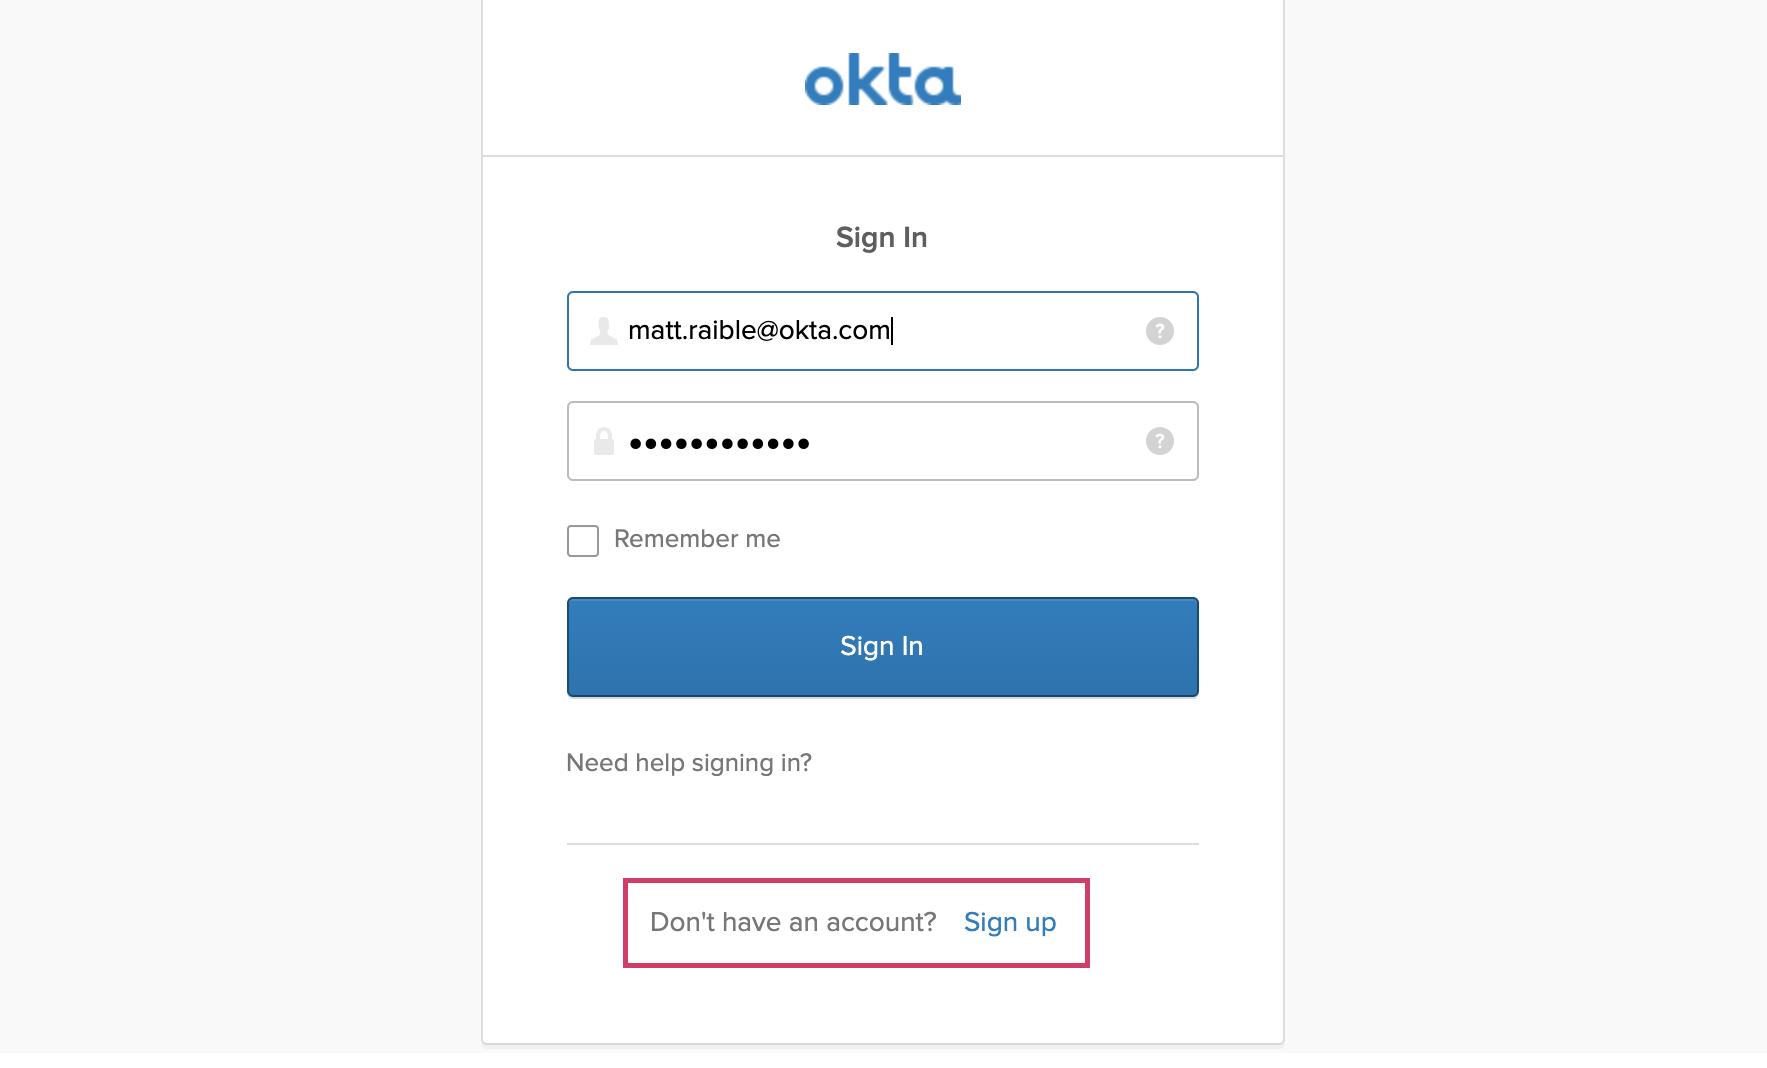 okta
Sign In
matt.raible@okta.com
?
••••••••••••
?
Remember me
Sign In
Need help signing in?
Don't have an account? Sign up